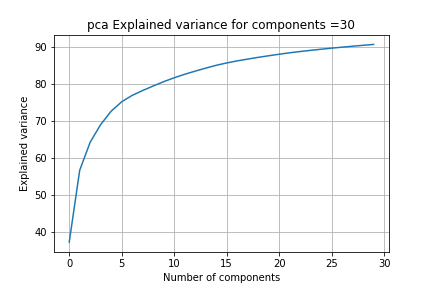 pca Explained variance for components =30
Explained variance
90
80
70
60
50
40
0 5 10 15 20 25 30
Number of components